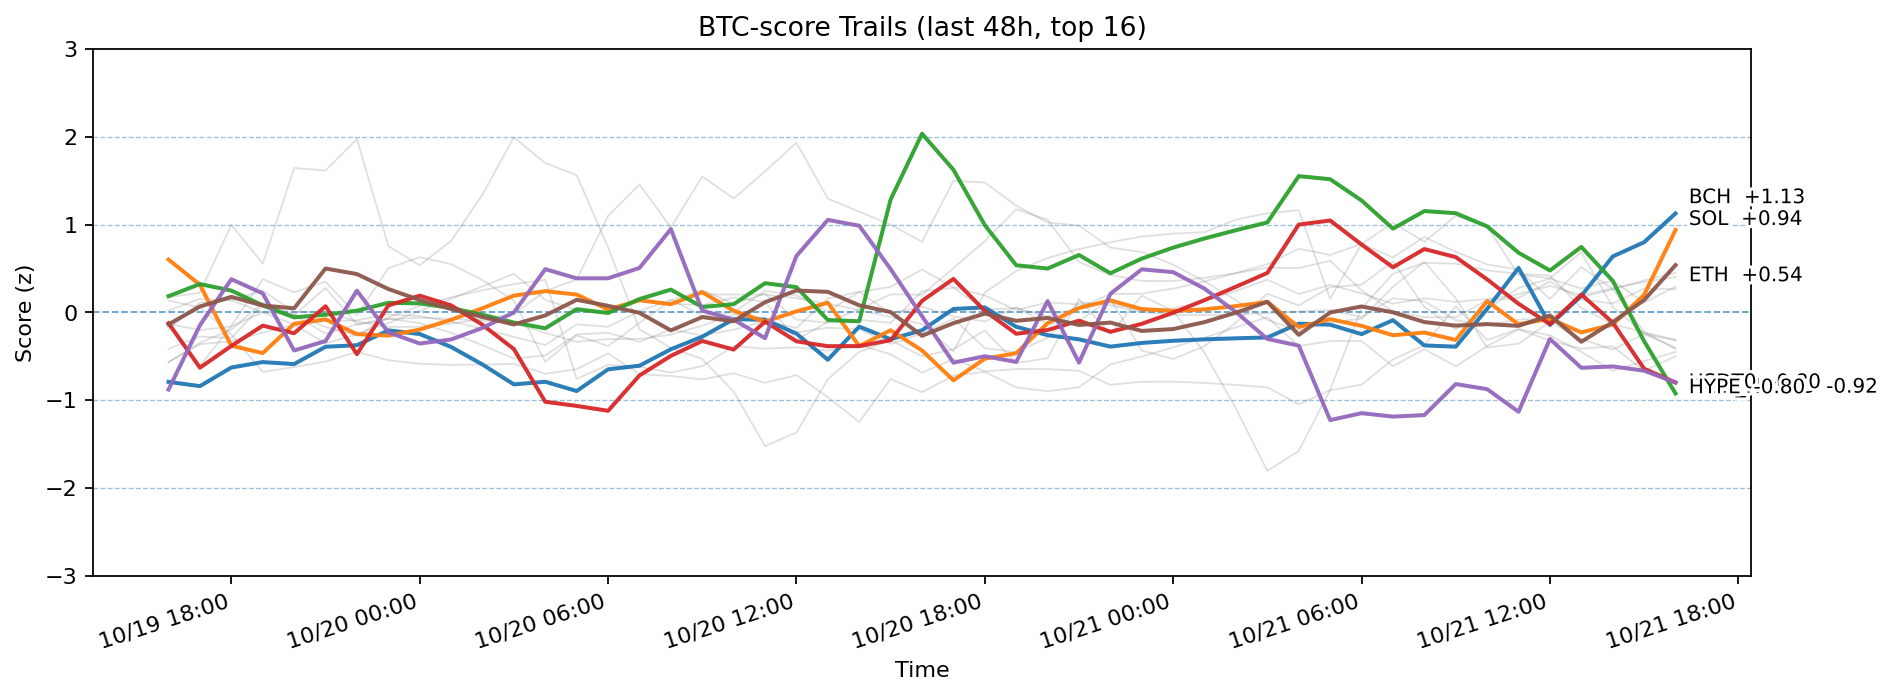 BTC-score Trails (last 48h, top 16)
Score (z)
3
2
1
0
−1
−2
−3
BCH +1.13
SOL +0.94
ETH +0.54
HYPE -0.80
-0.92
10/19 18:00
10/20 00:00
10/20 06:00
10/20 12:00
10/20 18:00
10/21 00:00
10/21 06:00
10/21 12:00
10/21 18:00
Time